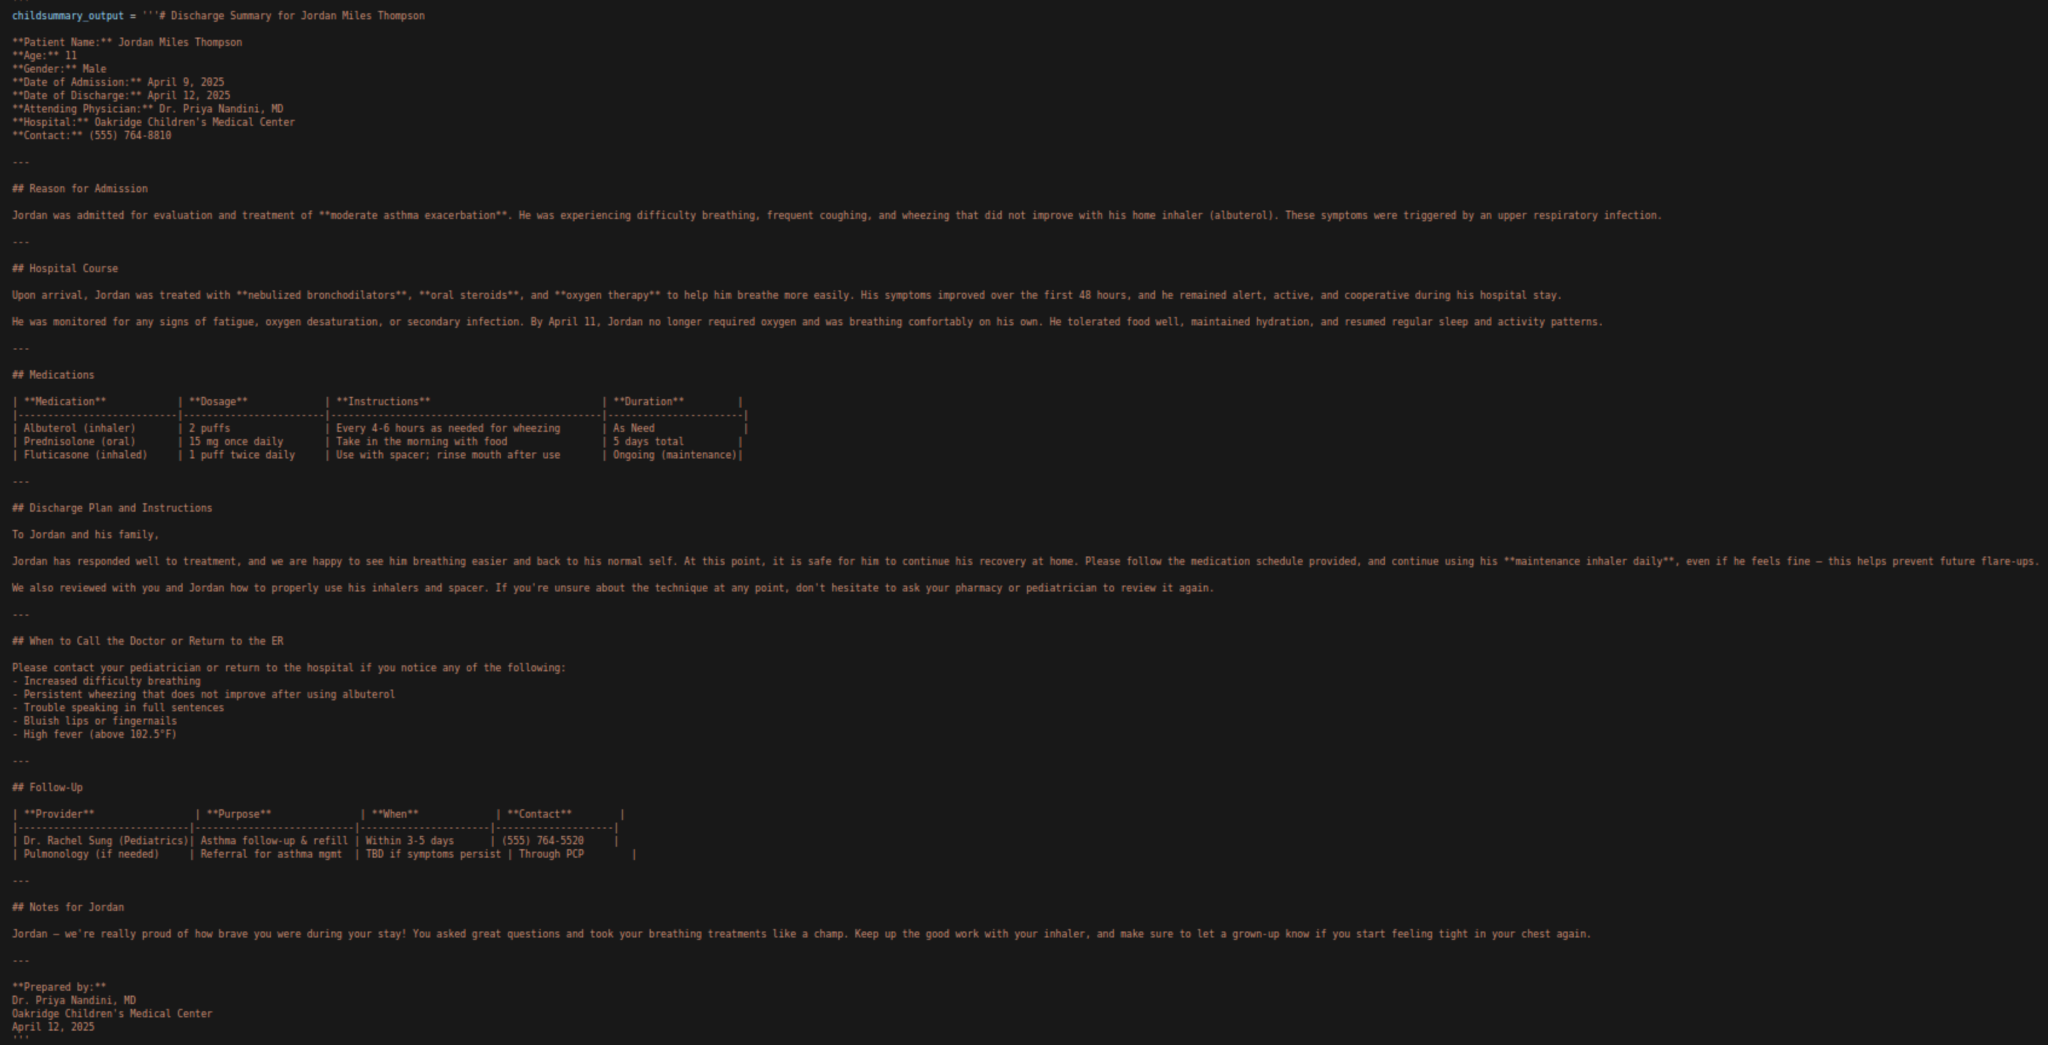 '''
childsummary_output = '''# Discharge Summary for Jordan Miles Thompson
**Patient Name:** Jordan Miles Thompson
**Age:** 11
**Gender:** Male
**Date of Admission:** April 9, 2025
**Date of Discharge:** April 12, 2025
**Attending Physician:** Dr. Priya Nandini, MD
**Hospital:** Oakridge Children's Medical Center
**Contact:** (555) 764-8810
---
## Reason for Admission
Jordan was admitted for evaluation and treatment of **moderate asthma exacerbation**. He was experiencing difficulty breathing, frequent coughing, and wheezing that did not improve with his home inhaler (albuterol). These symptoms were triggered by an upper respiratory infection.
---
## Hospital Course
Upon arrival, Jordan was treated with **nebulized bronchodilators**, **oral steroids**, and **oxygen therapy** to help him breathe more easily. His symptoms improved over the first 48 hours, and he remained alert, active, and cooperative during his hospital stay.
He was monitored for any signs of fatigue, oxygen desaturation, or secondary infection. By April 11, Jordan no longer required oxygen and was breathing comfortably on his own. He tolerated food well, maintained hydration, and resumed regular sleep and activity patterns.
---
## Medications
| **Medication**            | **Dosage**             | **Instructions**                             | **Duration**         |
|---------------------------|------------------------|----------------------------------------------|-----------------------|
| Albuterol (inhaler)       | 2 puffs                | Every 4-6 hours as needed for wheezing       | As Need               |
| Prednisolone (oral)       | 15 mg once daily       | Take in the morning with food                | 5 days total         |
| Fluticasone (inhaled)     | 1 puff twice daily     | Use with spacer; rinse mouth after use       | Ongoing (maintenance)|
---
## Discharge Plan and Instructions
To Jordan and his family,
Jordan has responded well to treatment, and we are happy to see him breathing easier and back to his normal self. At this point, it is safe for him to continue his recovery at home. Please follow the medication schedule provided, and continue using his **maintenance inhaler daily**, even if he feels fine — this helps prevent future flare-ups.
We also reviewed with you and Jordan how to properly use his inhalers and spacer. If you're unsure about the technique at any point, don't hesitate to ask your pharmacy or pediatrician to review it again.
---
## When to Call the Doctor or Return to the ER
Please contact your pediatrician or return to the hospital if you notice any of the following:
- Increased difficulty breathing
- Persistent wheezing that does not improve after using albuterol
- Trouble speaking in full sentences
- Bluish lips or fingernails
- High fever (above 102.5°F)
---
## Follow-Up
| **Provider**                 | **Purpose**               | **When**             | **Contact**        |
|-----------------------------|---------------------------|----------------------|--------------------|
| Dr. Rachel Sung (Pediatrics)| Asthma follow-up & refill | Within 3-5 days      | (555) 764-5520     |
| Pulmonology (if needed)     | Referral for asthma mgmt  | TBD if symptoms persist | Through PCP        |
---
## Notes for Jordan
Jordan — we're really proud of how brave you were during your stay! You asked great questions and took your breathing treatments like a champ. Keep up the good work with your inhaler, and make sure to let a grown-up know if you start feeling tight in your chest again.
---
**Prepared by:**
Dr. Priya Nandini, MD
Oakridge Children's Medical Center
April 12, 2025
'''